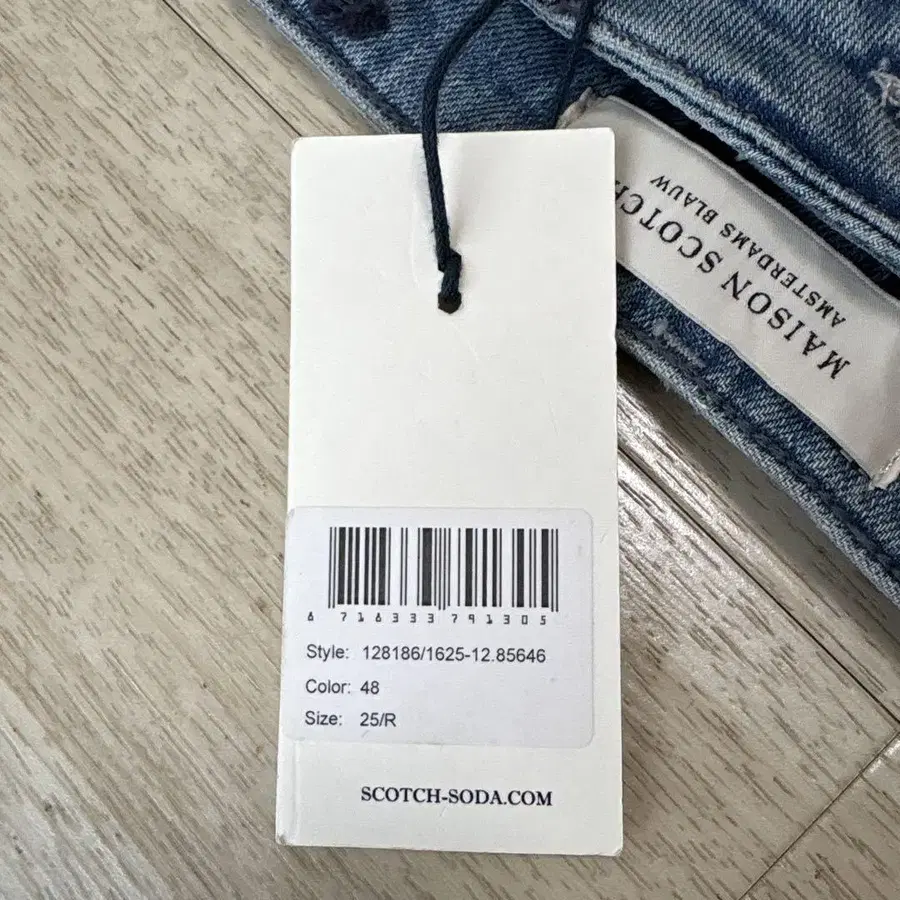 MAISON SCOTCH
AMSTERDAMS BLAUW
8 718333 791305
Style: 128186/1625-12.85646
Color: 48
Size: 25/R
SCOTCH-SODA.COM